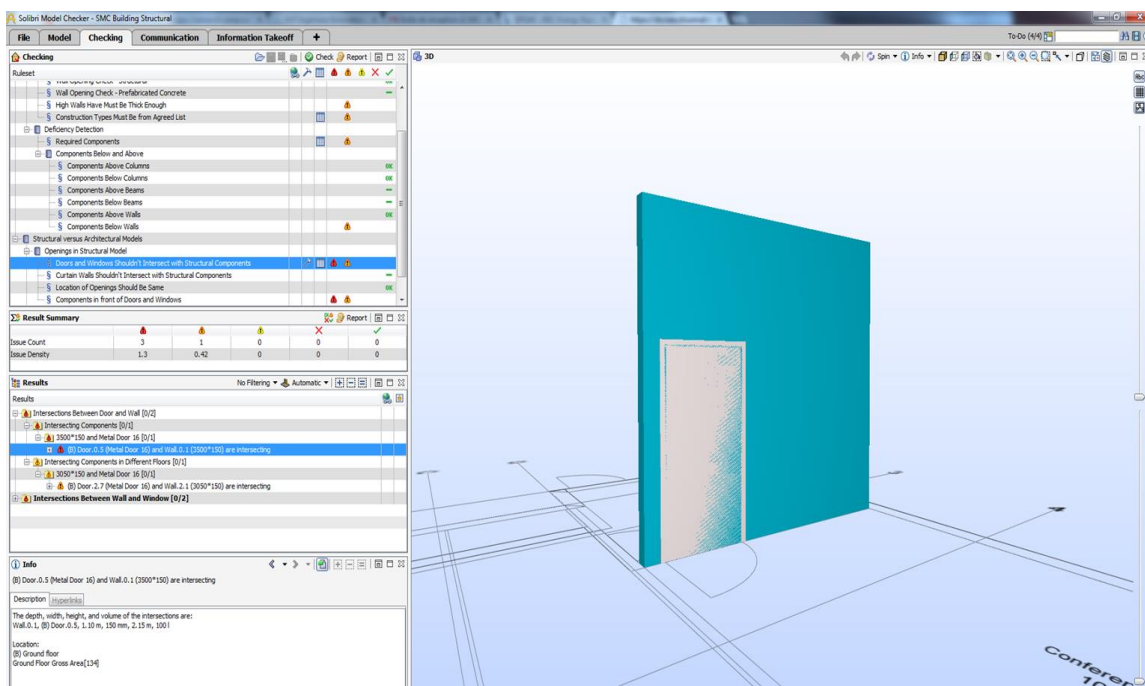 Solibri Model Checker - SMC Building Structural
File Model Checking Communication Information Takeoff +
To-Do (4/4)
Checking
Check Report
Ruleset
Wall Opening Check - Structural OK
§ Wall Opening Check - Prefabricated Concrete
§ High Walls Have Must Be Thick Enough
§ Construction Types Must Be from Agreed List
Deficiency Detection
§ Required Components
Components Below and Above
§ Components Above Columns OK
§ Components Below Columns OK
§ Components Above Beams
§ Components Below Beams
§ Components Above Walls OK
§ Components Below Walls
Structural versus Architectural Models
Openings in Structural Model
§ Doors and Windows Shouldn't Intersect with Structural Components
§ Curtain Walls Shouldn't Intersect with Structural Components
§ Location of Openings Should Be Same OK
§ Components in front of Doors and Windows
Result Summary Report
Issue Count 3 1 0 0 0
Issue Density 1.3 0.42 0 0 0
Results No Filtering Automatic
Results
Intersections Between Door and Wall [0/2]
Intersecting Components [0/1]
3500*150 and Metal Door 16 [0/1]
(B) Door.0.5 (Metal Door 16) and Wall.0.1 (3500*150) are intersecting
Intersecting Components in Different Floors [0/1]
3050*150 and Metal Door 16 [0/1]
(B) Door.2.7 (Metal Door 16) and Wall.2.1 (3050*150) are intersecting
Intersections Between Wall and Window [0/2]
Info
(B) Door.0.5 (Metal Door 16) and Wall.0.1 (3500*150) are intersecting
Description Hyperlinks
The depth, width, height, and volume of the intersections are:
Wall.0.1, (B) Door.0.5, 1.10 m, 150 mm, 2.15 m, 100 l
Location:
(B) Ground floor
Ground Floor Gross Area[134]
3D
Spin Info
Abc